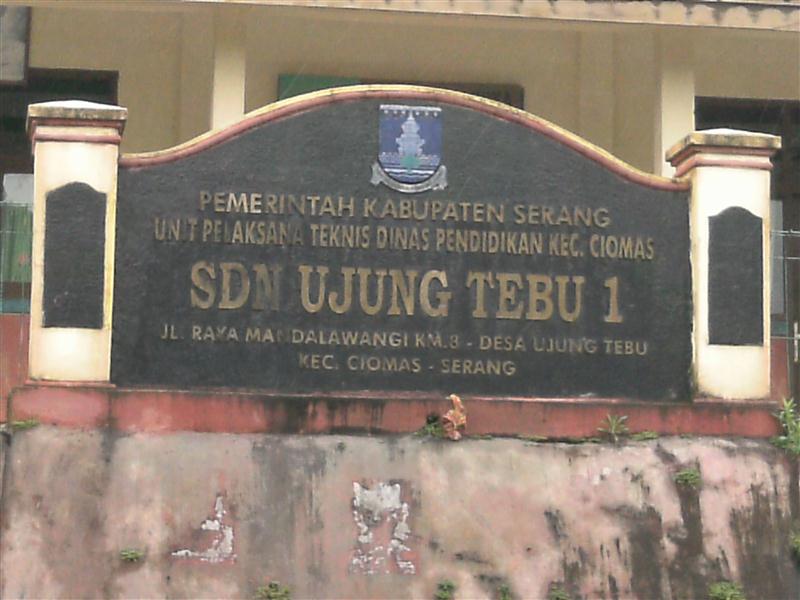 PEMERINTAH KABUPATEN SERANG
UNIT PELAKSANA TEKNIS DINAS PENDIDIKAN KEC. CIOMAS
SDN UJUNG TEBU 1
JL. RAYA MANDALAWANGI KM.8 - DESA UJUNG TEBU
KEC. CIOMAS - SERANG